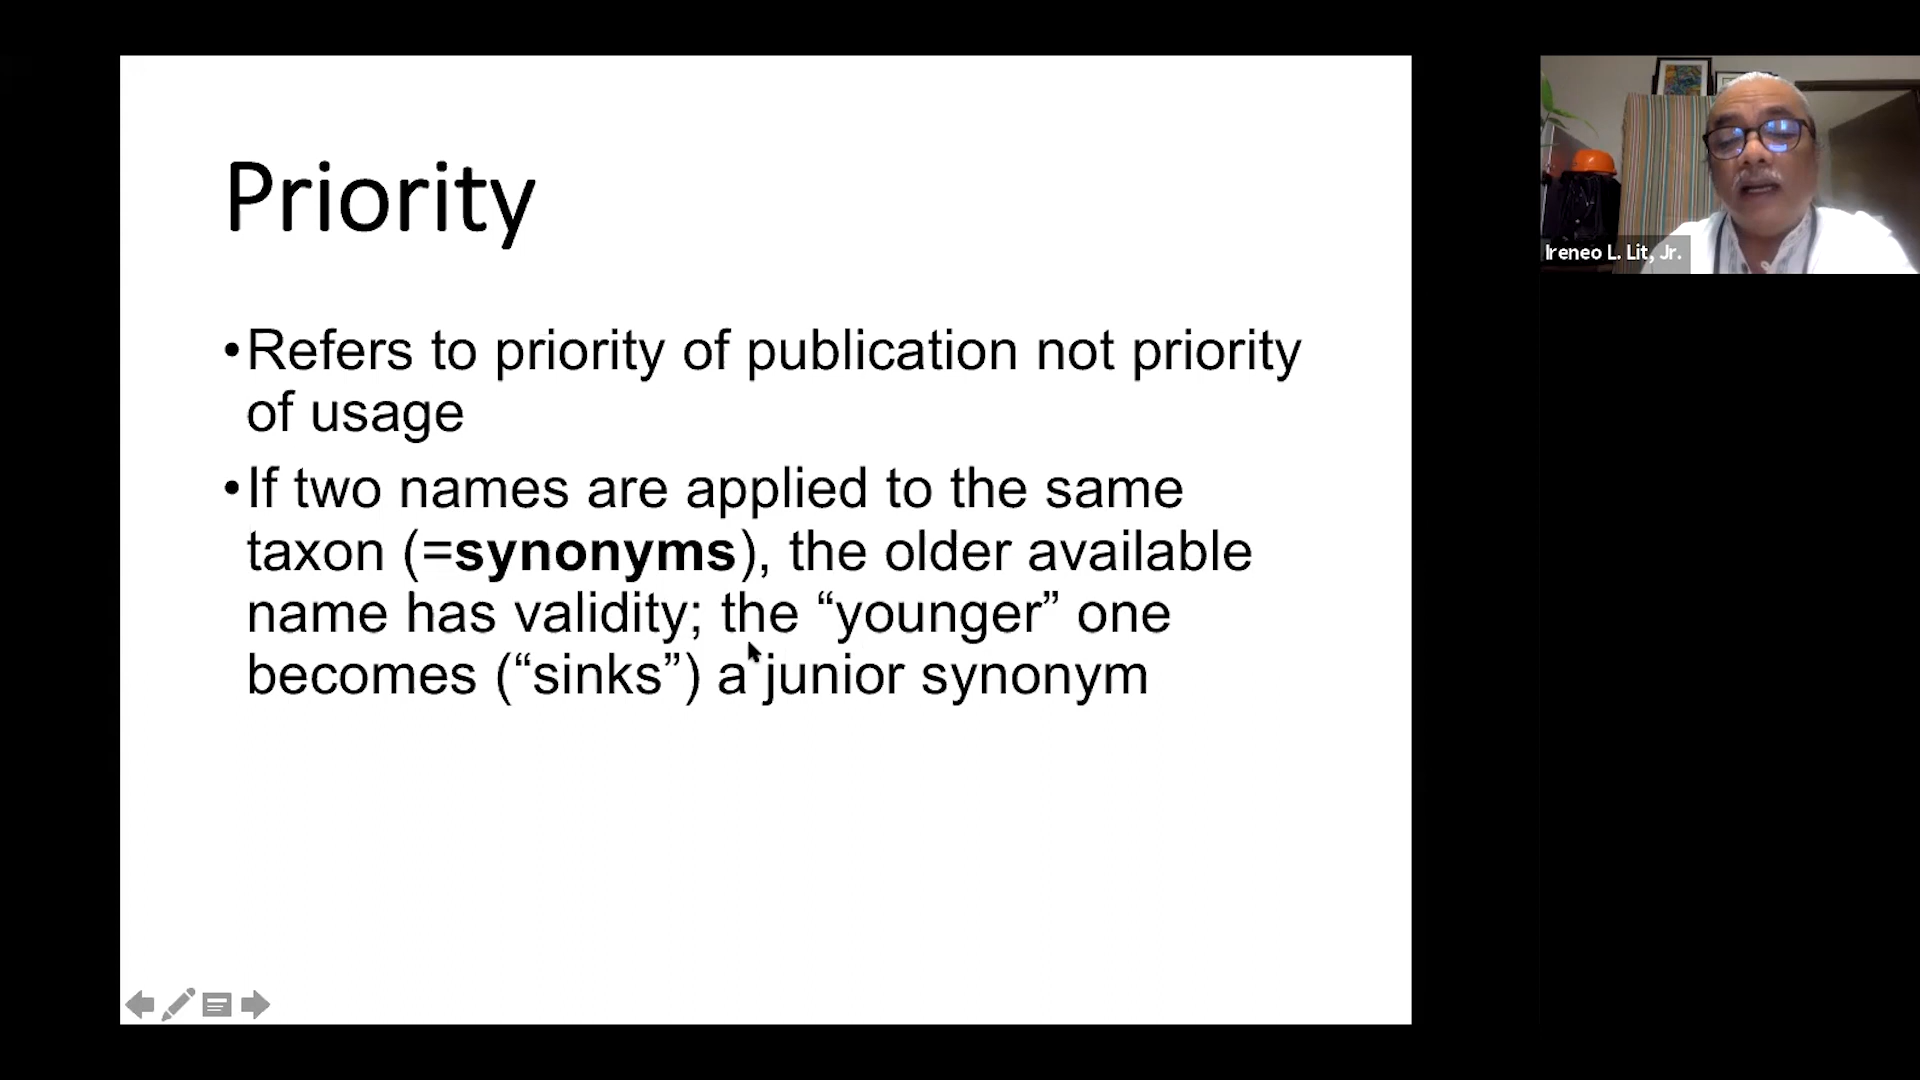 Priority
•Refers to priority of publication not priority
of usage
•If two names are applied to the same
taxon (=synonyms), the older available
name has validity; the “younger” one
becomes (“sinks”) a junior synonym
Ireneo L. Lit, Jr.